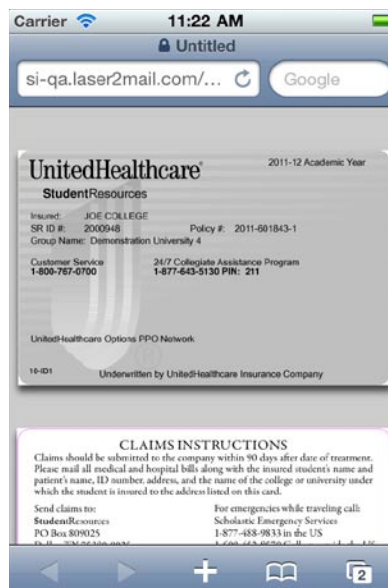 Carrier 11:22 AM
Untitled
si-qa.laser2mail.com/... Google
UnitedHealthcare® 2011-12 Academic Year
StudentResources
Insured: JOE COLLEGE
SR ID #: 2000948 Policy #: 2011-601843-1
Group Name: Demonstration University 4
Customer Service 24/7 Collegiate Assistance Program
1-800-767-0700 1-877-643-5130 PIN: 211
UnitedHealthcare Options PPO Network
10-ID1 Underwritten by UnitedHealthcare Insurance Company
CLAIMS INSTRUCTIONS
Claims should be submitted to the company within 90 days after date of treatment.
Please mail all medical and hospital bills along with the insured student's name and
patient's name, ID number, address, and the name of the college or university under
which the student is insured to the address listed on this card.
Send claims to: For emergencies while traveling call:
StudentResources Scholastic Emergency Services
PO Box 809025 1-877-488-9833 in the US
2